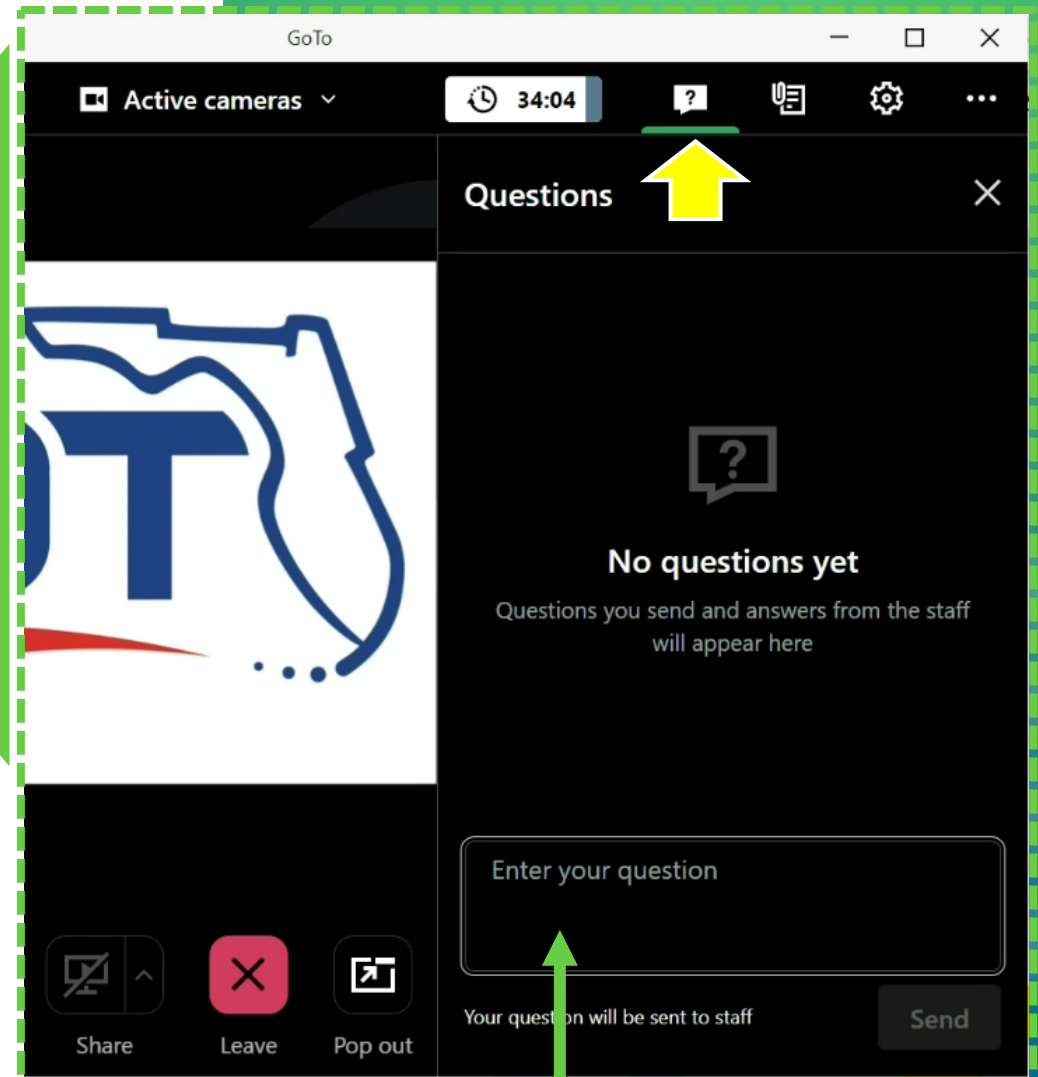 GoTo
Active cameras
34:04
Questions
OT
No questions yet
Questions you send and answers from the staff
will appear here
Enter your question
Your question will be sent to staff
Send
Share
Leave
Pop out